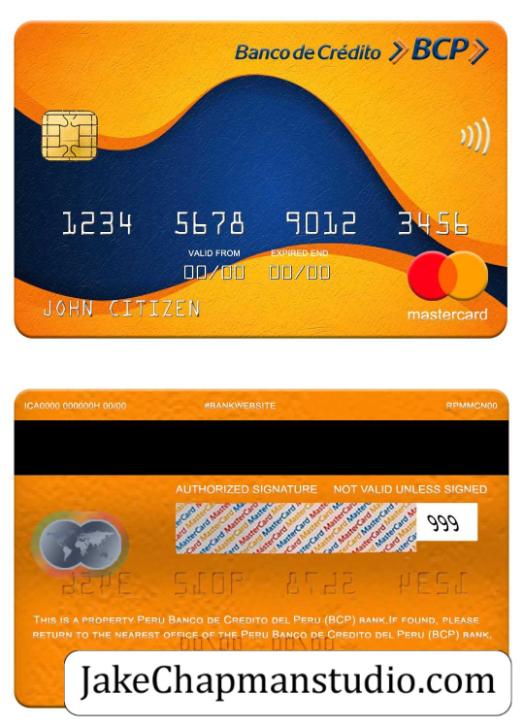 Banco de Crédito >BCP>
1234 5678 9012 3456
VALID FROM EXPIRED END
00/00 00/00
JOHN CITIZEN
mastercard
ICA0000 000000H 00/00 #BANKWEBSITE RPMMCN00
AUTHORIZED SIGNATURE NOT VALID UNLESS SIGNED
MasterCard MasterCard MasterCard
999
THIS IS A PROPERTY PERU BANCO DE CREDITO DEL PERU (BCP) BANK.IF FOUND, PLEASE
RETURN TO THE NEAREST OFFICE OF THE PERU BANCO DE CREDITO DEL PERU (BCP) BANK.
JakeChapmanstudio.com